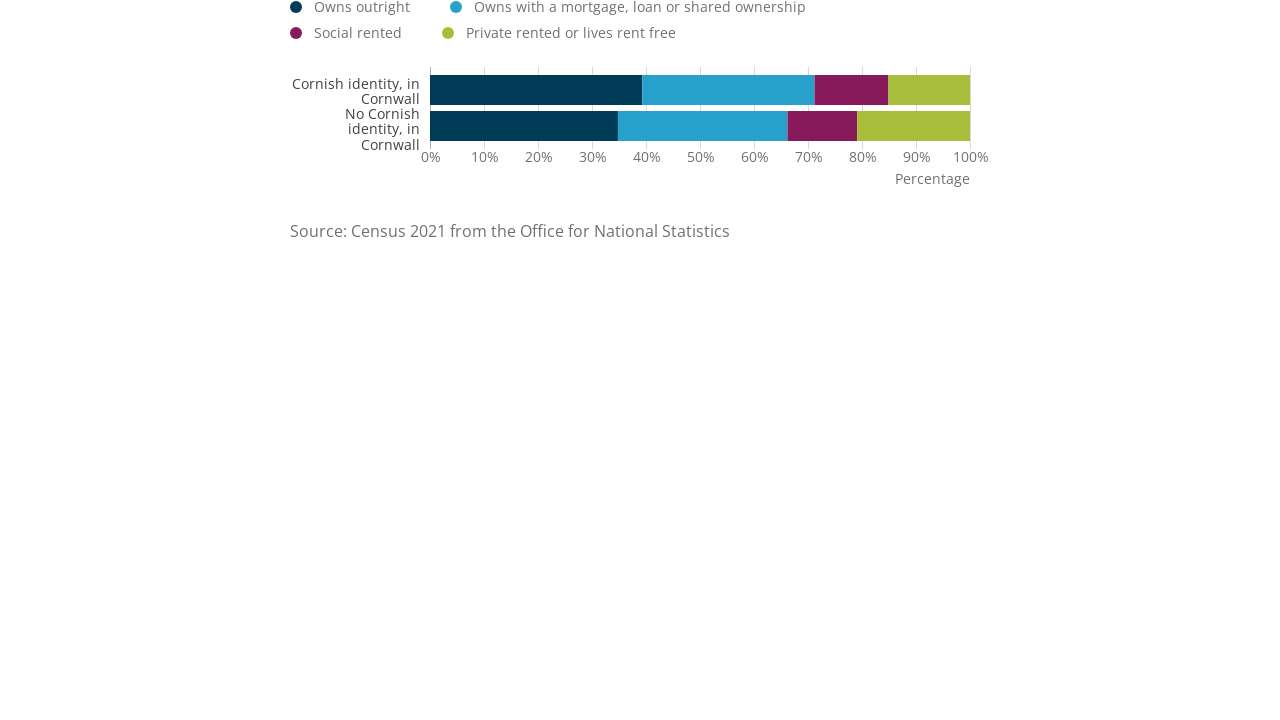 Owns outright
Owns with a mortgage, loan or shared ownership
Social rented
Private rented or lives rent free
Cornish identity, in
Cornwall
No Cornish
identity, in
Cornwall
0% 10% 20% 30% 40% 50% 60% 70% 80% 90% 100%
Percentage
Source: Census 2021 from the Office for National Statistics